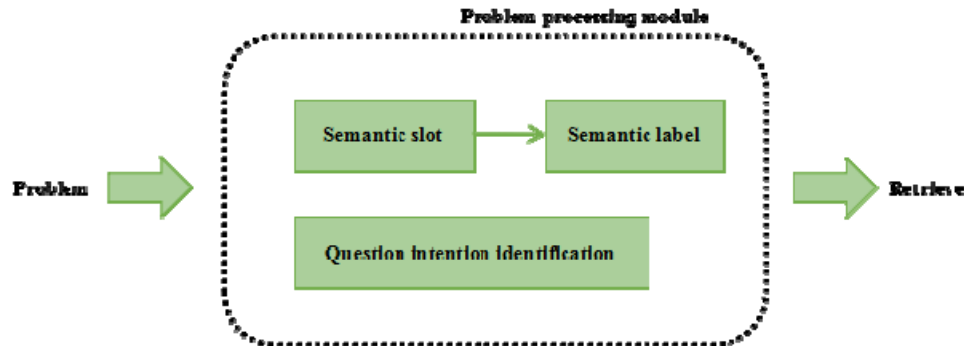 Problem processing module
Semantic slot
Semantic label
Problem
Retrieve
Question intention identification